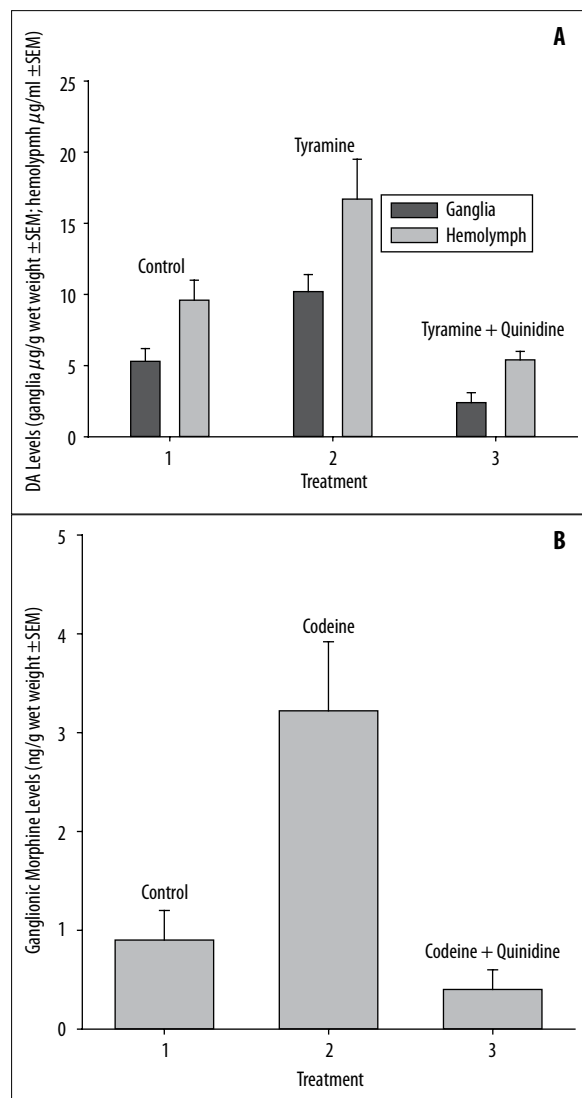 A
DA Levels (ganglia µg/g wet weight ±SEM; hemolypmh µg/ml ±SEM)
25
20
15
10
5
0
Control
Tyramine
Tyramine + Quinidine
Ganglia
Hemolymph
1
2
3
Treatment
B
Ganglionic Morphine Levels (ng/g wet weight ±SEM)
5
4
3
2
1
0
Control
Codeine
Codeine + Quinidine
1
2
3
Treatment